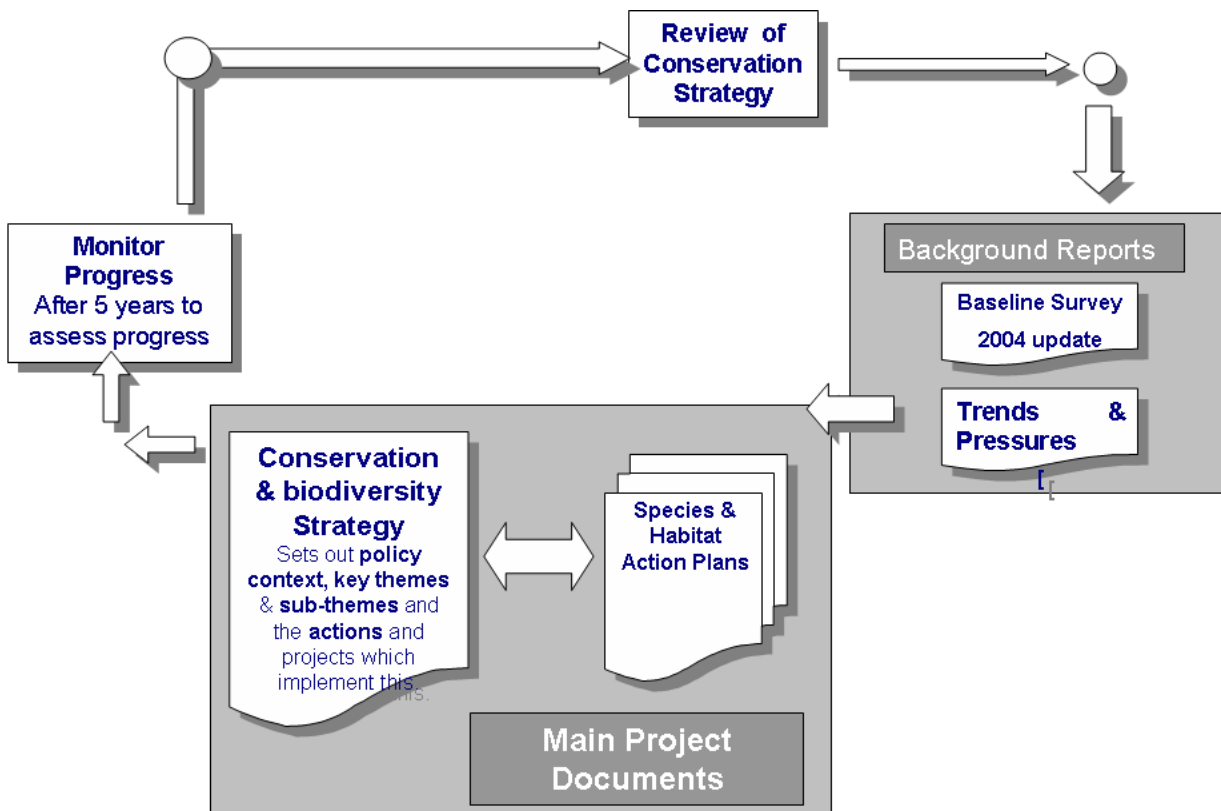 Review of
Conservation
Strategy
Monitor
Progress
After 5 years to
assess progress
Background Reports
Baseline Survey
2004 update
Trends &
Pressures
[
[
Conservation
& biodiversity
Strategy
Sets out policy
context, key themes
& sub-themes and
the actions and
projects which
implement this.
Species &
Habitat
Action Plans
Main Project
Documents